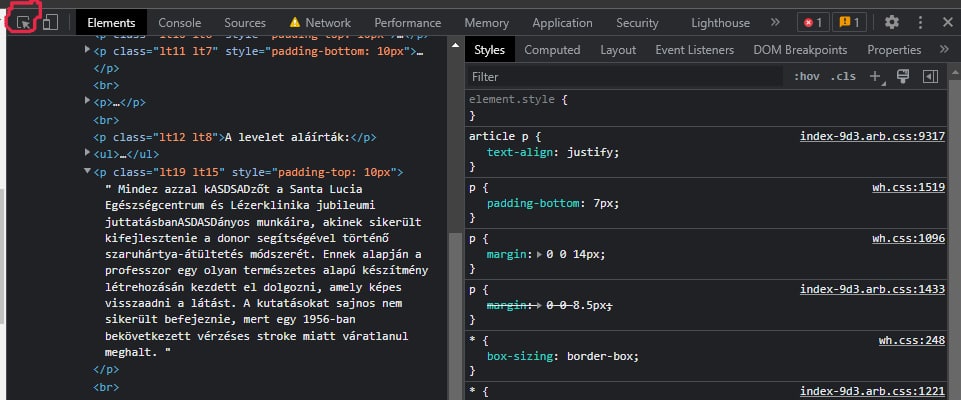 Elements Console Sources Network Performance Memory Application Security Lighthouse » 1 1
<p class="lt11 lt7" style="padding-bottom: 10px">…
</p>
<br>
<p>…</p>
<br>
<p class="lt12 lt8">A levelet aláírták:</p>
<ul>…</ul>
<p class="lt19 lt15" style="padding-top: 10px">
" Mindez azzal kASDSADzőt a Santa Lucia
Egészségcentrum és Lézerklinika jubileumi
juttatásbanASDASDányos munkáira, akinek sikerült
kifejlesztenie a donor segítségével történő
szaruhártya-átültetés módszerét. Ennek alapján a
professzor egy olyan természetes alapú készítmény
létrehozásán kezdett el dolgozni, amely képes
visszaadni a látást. A kutatásokat sajnos nem
sikerült befejeznie, mert egy 1956-ban
bekövetkezett vérzéses stroke miatt váratlanul
meghalt. "
</p>
<br>
Styles Computed Layout Event Listeners DOM Breakpoints Properties »
Filter :hov .cls +
element.style {
}
article p { index-9d3.arb.css:9317
text-align: justify;
}
p { wh.css:1519
padding-bottom: 7px;
}
p { wh.css:1096
margin: 0 0 14px;
}
p { index-9d3.arb.css:1433
margin: 0 0 8.5px;
}
* { wh.css:248
box-sizing: border-box;
}
* { index-9d3.arb.css:1221